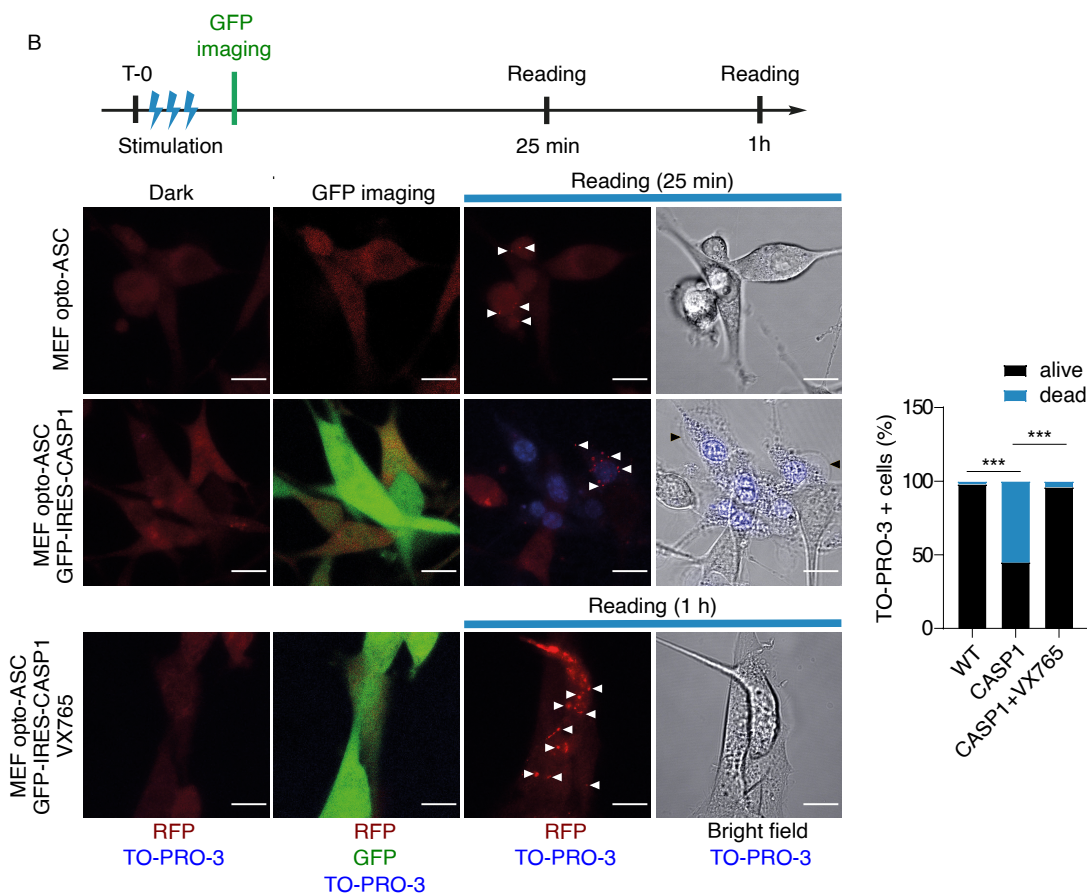 B
GFP
imaging
T-0
Reading
Reading
Stimulation
25 min
1h
Dark
GFP imaging
Reading (25 min)
MEF opto-ASC
MEF opto-ASC
GFP-IRES-CASP1
Reading (1 h)
MEF opto-ASC
GFP-IRES-CASP1
VX765
RFP
TO-PRO-3
RFP
GFP
TO-PRO-3
RFP
TO-PRO-3
Bright field
TO-PRO-3
alive
dead
TO-PRO-3 + cells (%)
150
100
50
0
***
***
WT
CASP1
CASP1+VX765